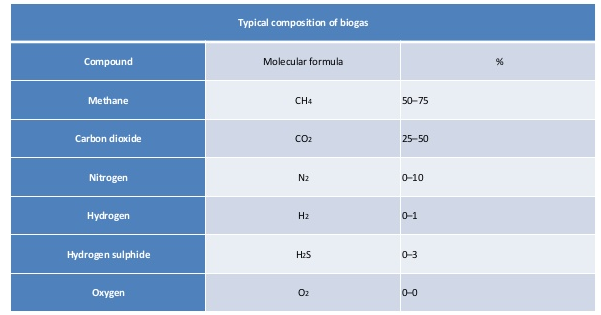 Typical composition of biogas
Compound Molecular formula %
Methane CH4 50–75
Carbon dioxide CO2 25–50
Nitrogen N2 0–10
Hydrogen H2 0–1
Hydrogen sulphide H2S 0–3
Oxygen O2 0–0